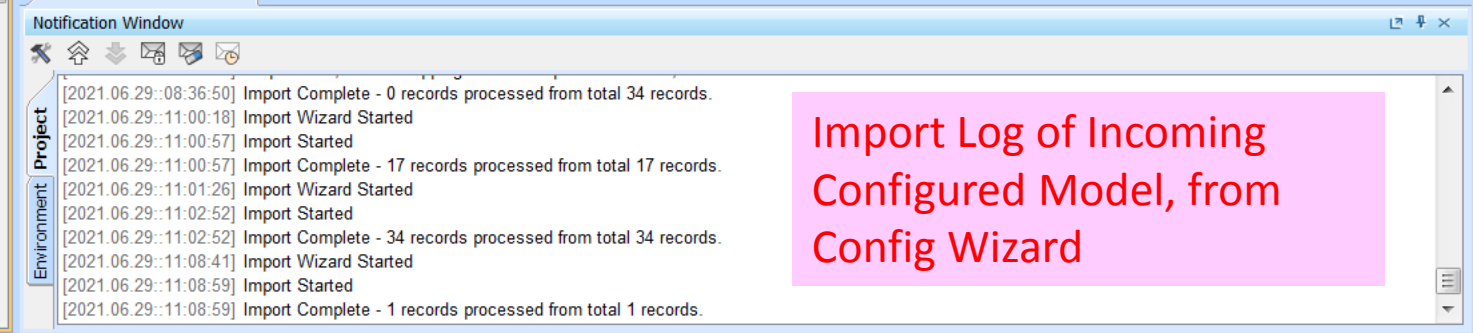 Notification Window
[2021.06.29::08:36:50] Import Complete - 0 records processed from total 34 records.
[2021.06.29::11:00:18] Import Wizard Started
[2021.06.29::11:00:57] Import Started
[2021.06.29::11:00:57] Import Complete - 17 records processed from total 17 records.
[2021.06.29::11:01:26] Import Wizard Started
[2021.06.29::11:02:52] Import Started
[2021.06.29::11:02:52] Import Complete - 34 records processed from total 34 records.
[2021.06.29::11:08:41] Import Wizard Started
[2021.06.29::11:08:59] Import Started
[2021.06.29::11:08:59] Import Complete - 1 records processed from total 1 records.
Project
Environment
Import Log of Incoming
Configured Model, from
Config Wizard